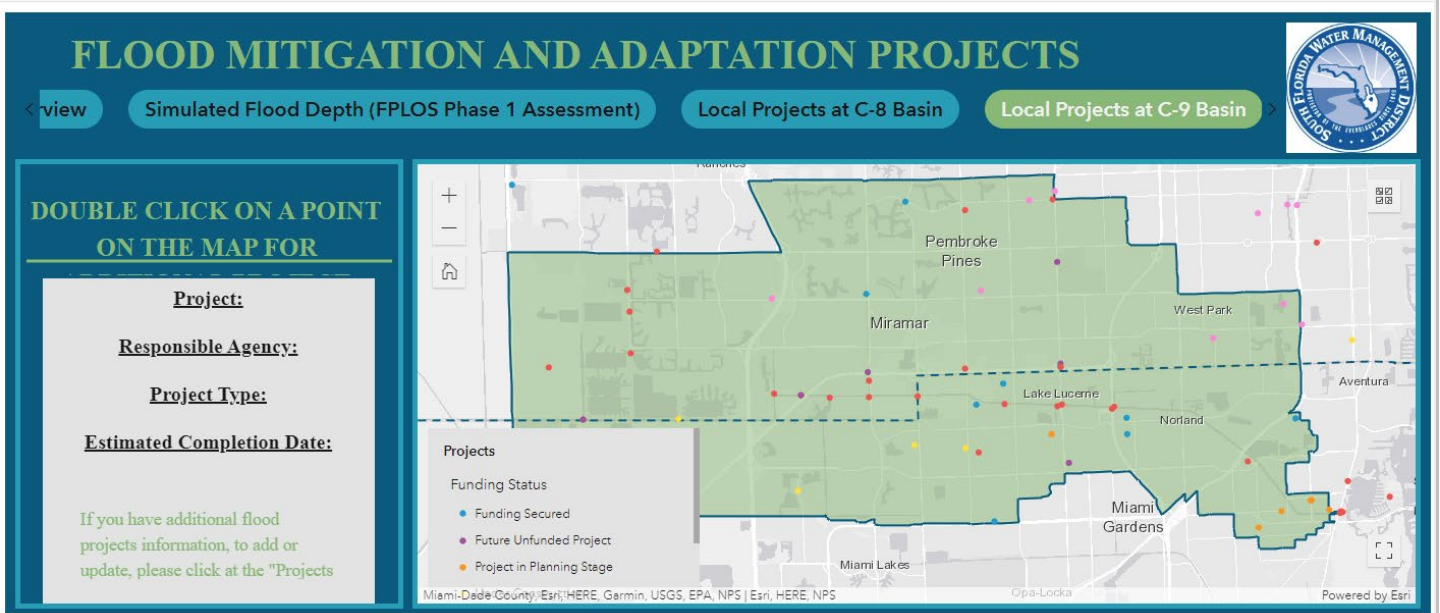 FLOOD MITIGATION AND ADAPTATION PROJECTS
SOUTH FLORIDA WATER MANAGEMENT DISTRICT
view
Simulated Flood Depth (FPLOS Phase 1 Assessment)
Local Projects at C-8 Basin
Local Projects at C-9 Basin
DOUBLE CLICK ON A POINT
ON THE MAP FOR
Project:
Responsible Agency:
Project Type:
Estimated Completion Date:
If you have additional flood
projects information, to add or
update, please click at the "Projects
Pembroke
Pines
Miramar
West Park
Aventura
Lake Lucerne
Norland
Miami
Gardens
Miami Lakes
Opa-Locka
Projects
Funding Status
Funding Secured
Future Unfunded Project
Project in Planning Stage
Miami-Dade County, Esri, HERE, Garmin, USGS, EPA, NPS | Esri, HERE, NPS
Powered by Esri